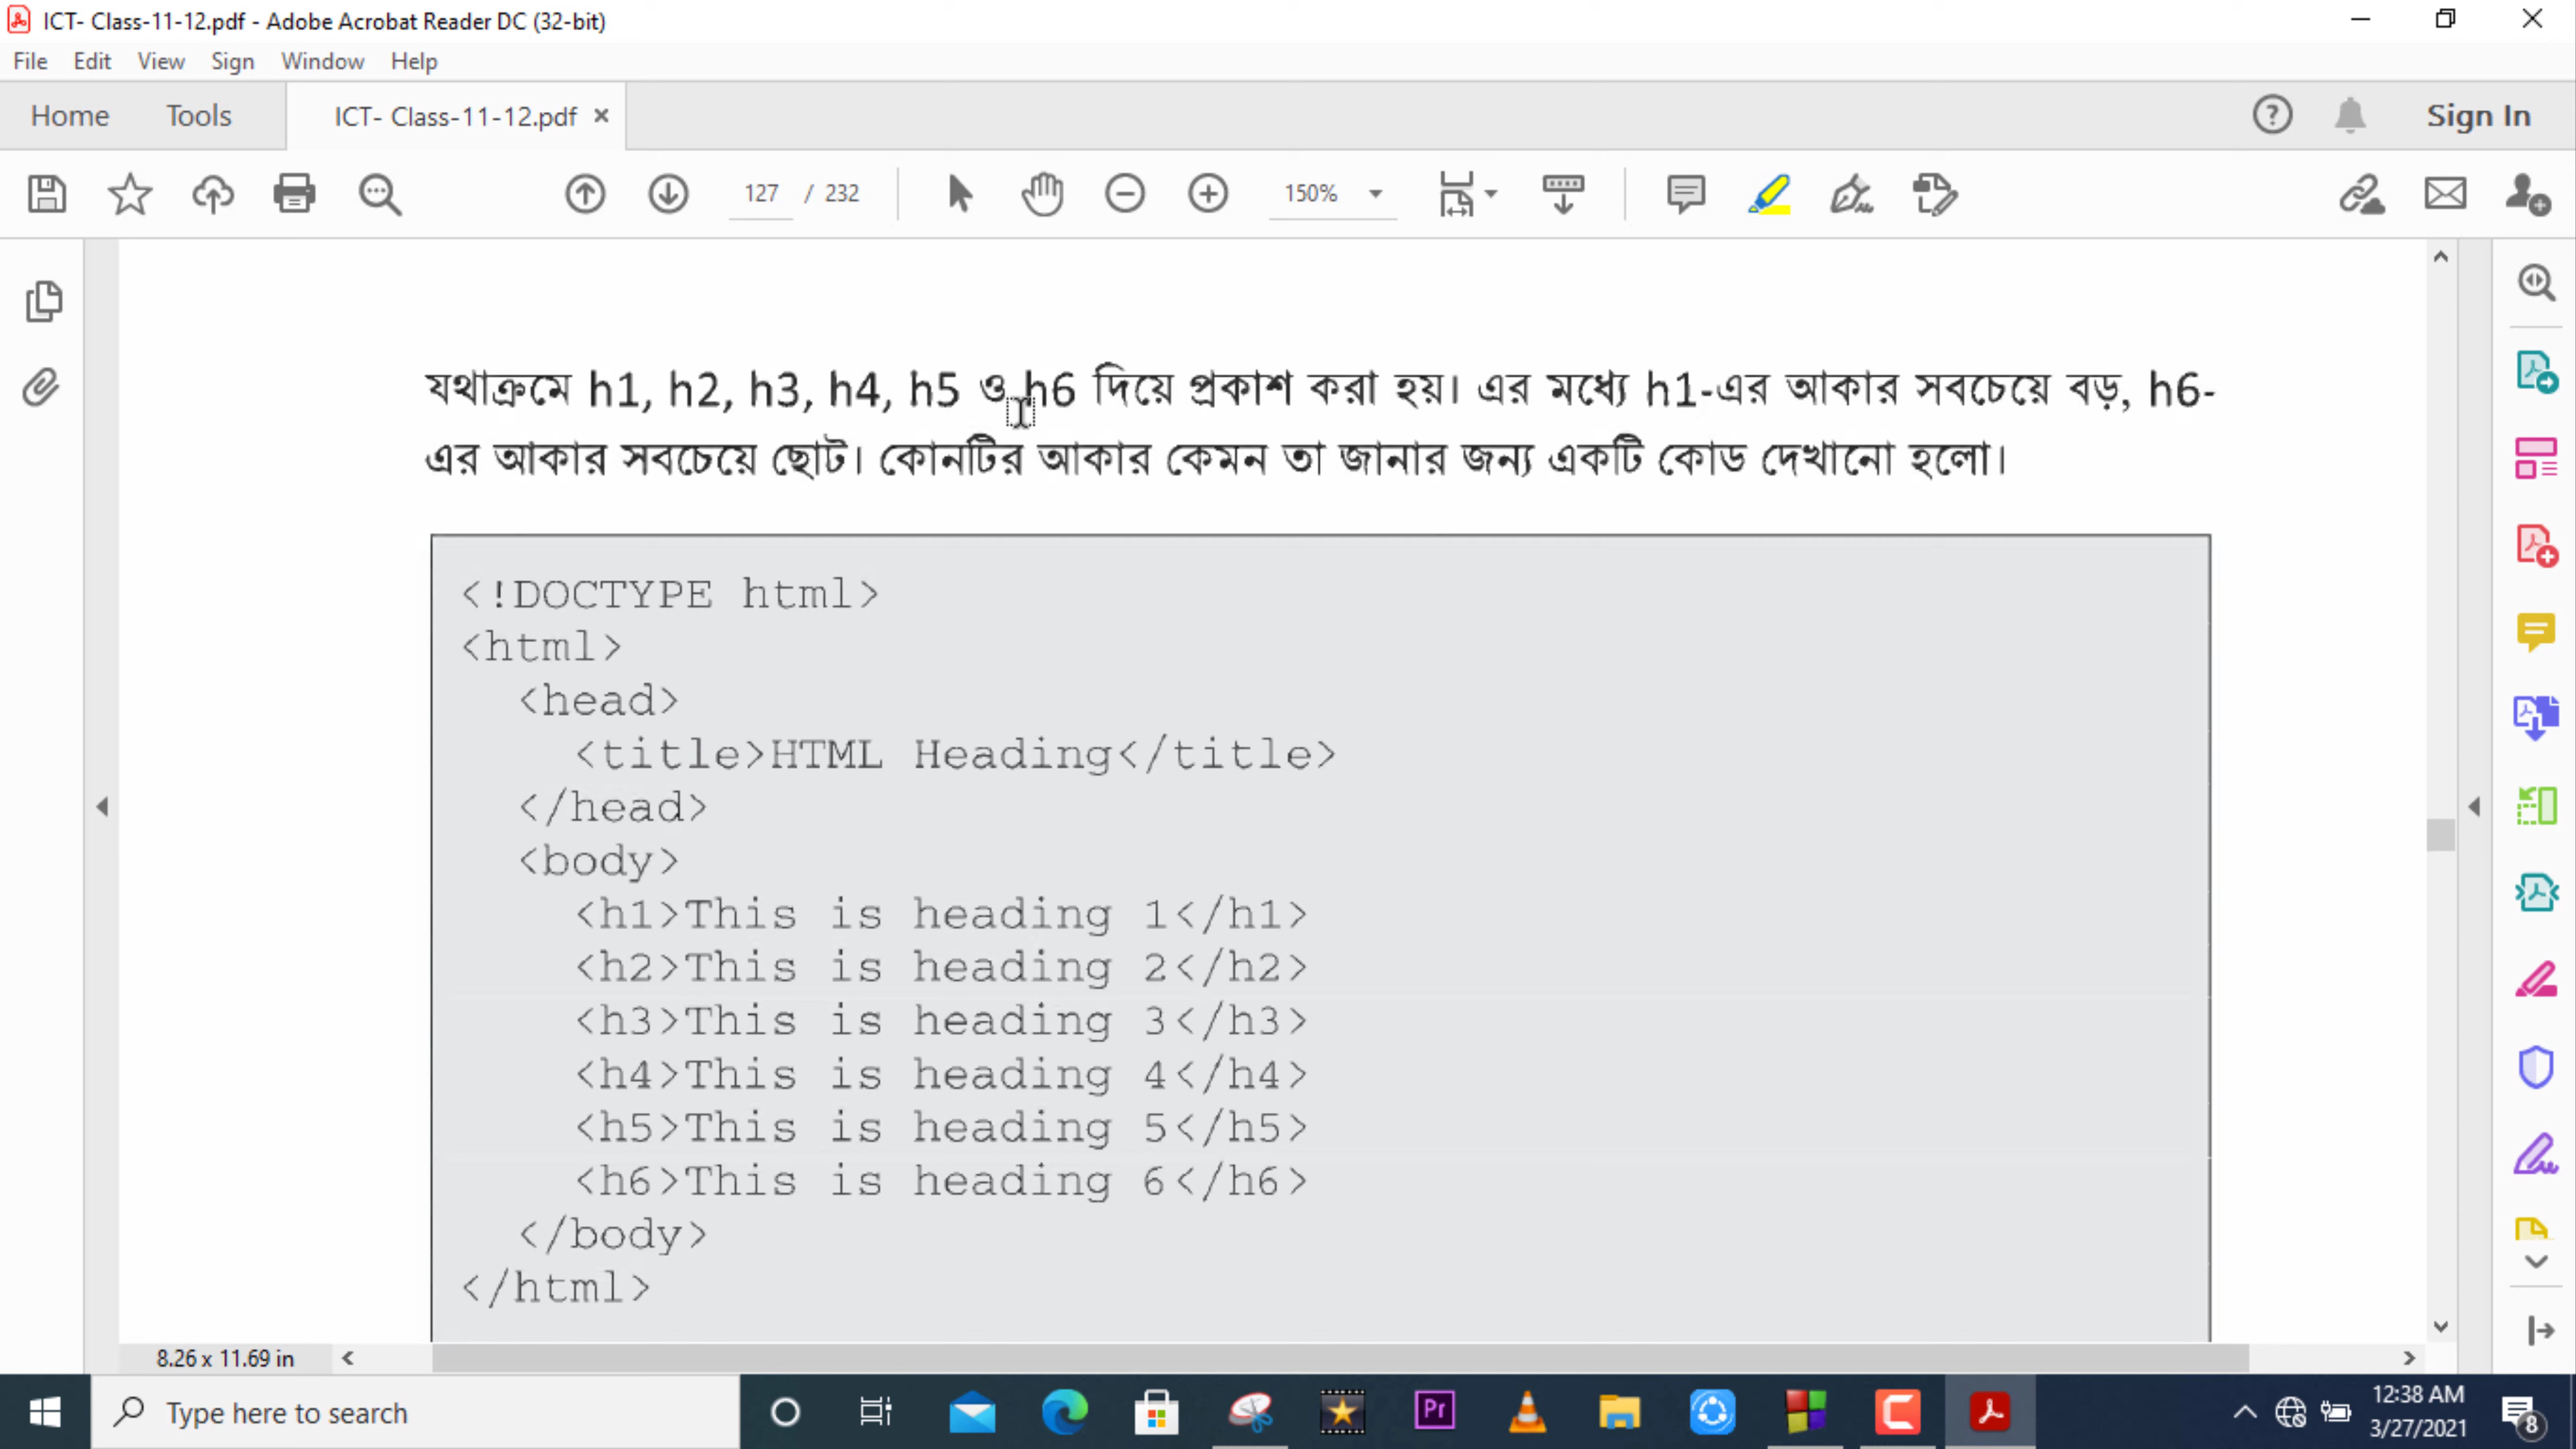 ICT- Class-11-12.pdf - Adobe Acrobat Reader DC (32-bit)
File Edit View Sign Window Help
Home Tools ICT- Class-11-12.pdf × Sign In
127 / 232 150%
যথাক্রমে h1, h2, h3, h4, h5 ও h6 দিয়ে প্রকাশ করা হয়। এর মধ্যে h1-এর আকার সবচেয়ে বড়, h6-
এর আকার সবচেয়ে ছোট। কোনটির আকার কেমন তা জানার জন্য একটি কোড দেখানো হলো।
<!DOCTYPE html>
<html>
<head>
<title>HTML Heading</title>
</head>
<body>
<h1>This is heading 1</h1>
<h2>This is heading 2</h2>
<h3>This is heading 3</h3>
<h4>This is heading 4</h4>
<h5>This is heading 5</h5>
<h6>This is heading 6</h6>
</body>
</html>
8.26 x 11.69 in
Type here to search
Pr
12:38 AM
3/27/2021
8